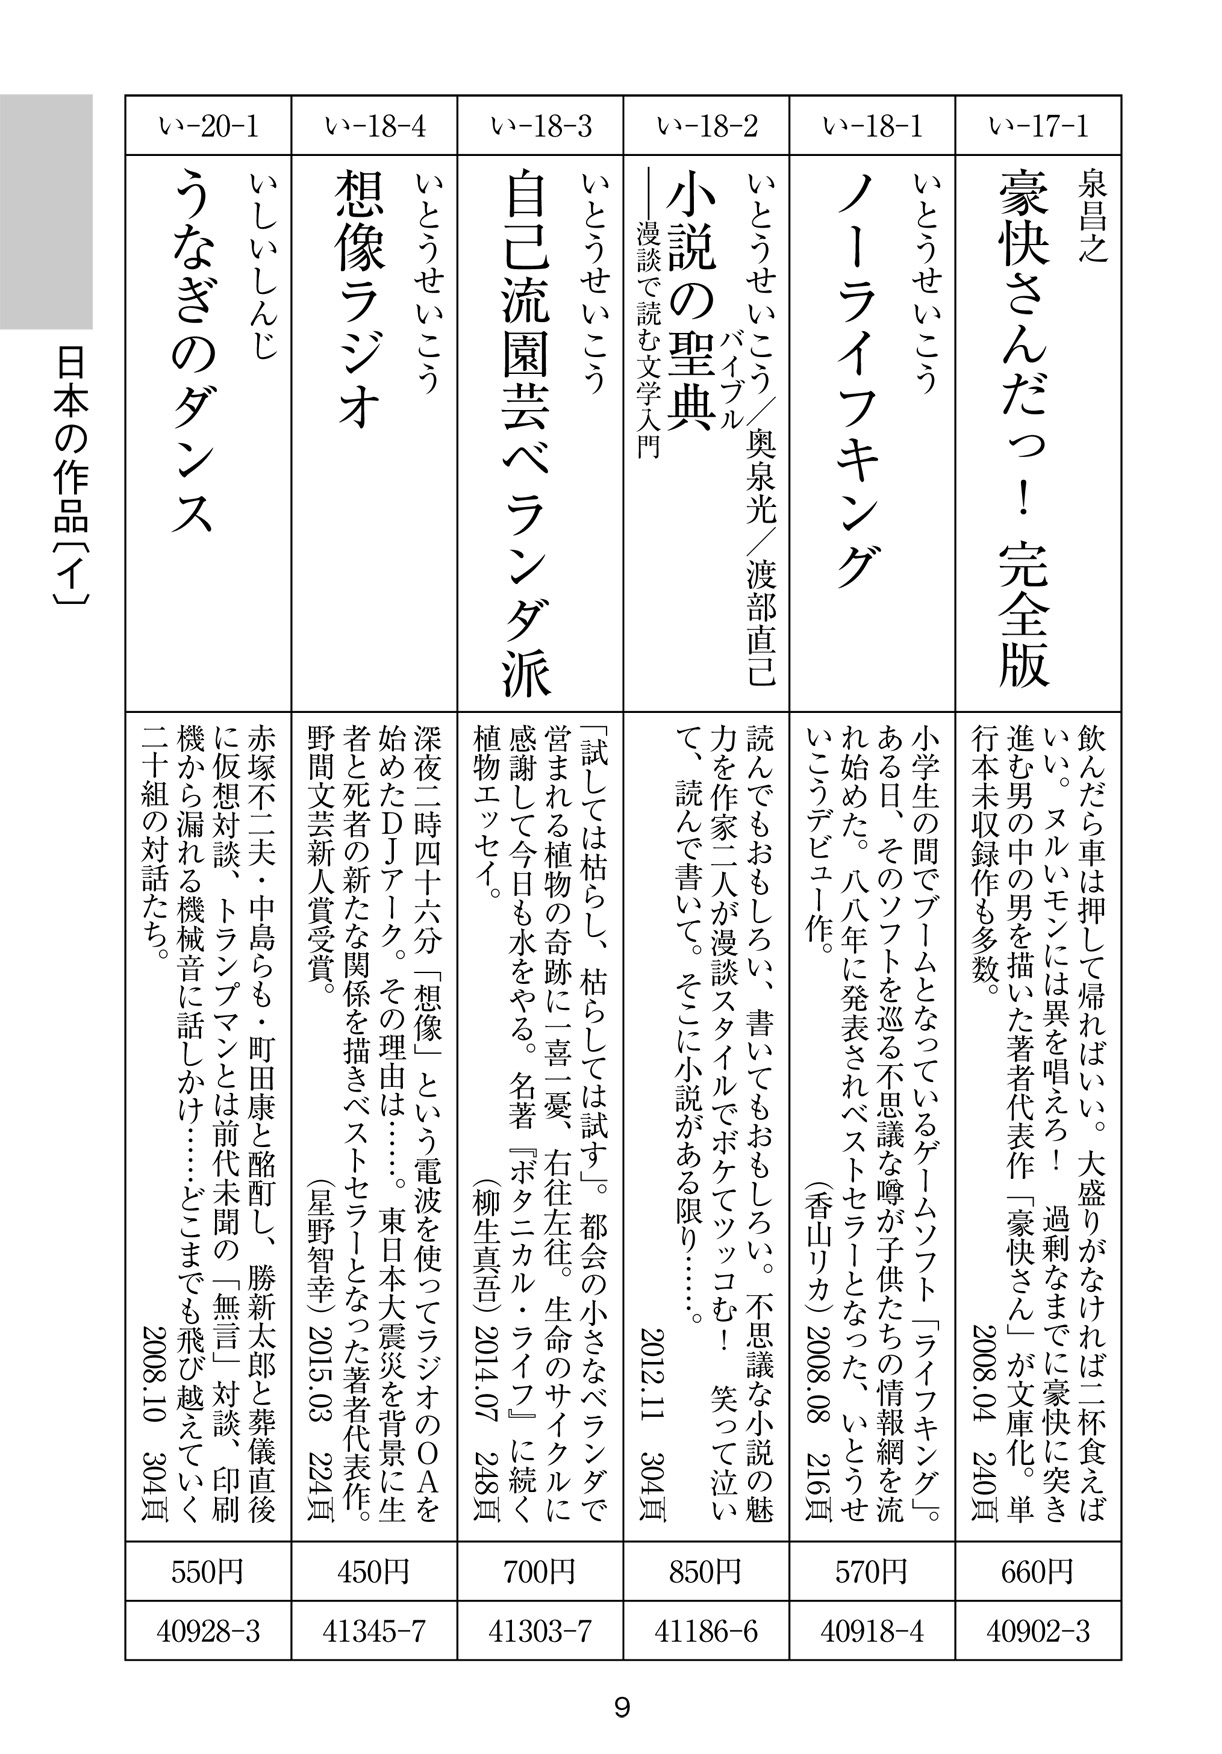 い-17-1
泉昌之
豪快さんだっ！ 完全版
飲んだら車は押して帰ればいい。大盛りがなければ二杯食えば
いい。ヌルいモンには異を唱えろ！　過剰なまでに豪快に突き
進む男の中の男を描いた著者代表作「豪快さん」が文庫化。単
行本未収録作も多数。　2008.04　240頁
660円
40902-3
い-18-1
いとうせいこう
ノーライフキング
小学生の間でブームとなっているゲームソフト「ライフキング」。
ある日、そのソフトを巡る不思議な噂が子供たちの情報網を流
れ始めた。八八年に発表されベストセラーとなった、いとうせ
いこうデビュー作。　（香山リカ）2008.08　216頁
570円
40918-4
い-18-2
いとうせいこう／奥泉光／渡部直己
バイブル
小説の聖典
――漫談で読む文学入門
読んでもおもしろい、書いてもおもしろい。不思議な小説の魅
力を作家二人が漫談スタイルでボケてツッコむ！　笑って泣い
て、読んで書いて。そこに小説がある限り……。
2012.11　304頁
850円
41186-6
い-18-3
いとうせいこう
自己流園芸ベランダ派
「試しては枯らし、枯らしては試す」。都会の小さなベランダで
営まれる植物の奇跡に一喜一憂、右往左往。生命のサイクルに
感謝して今日も水をやる。名著『ボタニカル・ライフ』に続く
植物エッセイ。　（柳生真吾）2014.07　248頁
700円
41303-7
い-18-4
いとうせいこう
想像ラジオ
深夜二時四十六分「想像」という電波を使ってラジオのＯＡを
始めたＤＪアーク。その理由は……。東日本大震災を背景に生
者と死者の新たな関係を描きベストセラーとなった著者代表作。
野間文芸新人賞受賞。　（星野智幸）2015.03　224頁
450円
41345-7
い-20-1
いしいしんじ
うなぎのダンス
赤塚不二夫・中島らも・町田康と酩酊し、勝新太郎と葬儀直後
に仮想対談、トランプマンとは前代未聞の「無言」対談、印刷
機から漏れる機械音に話しかけ……どこまでも飛び越えていく
二十組の対話たち。　2008.10　304頁
550円
40928-3
日本の作品〔イ〕
9